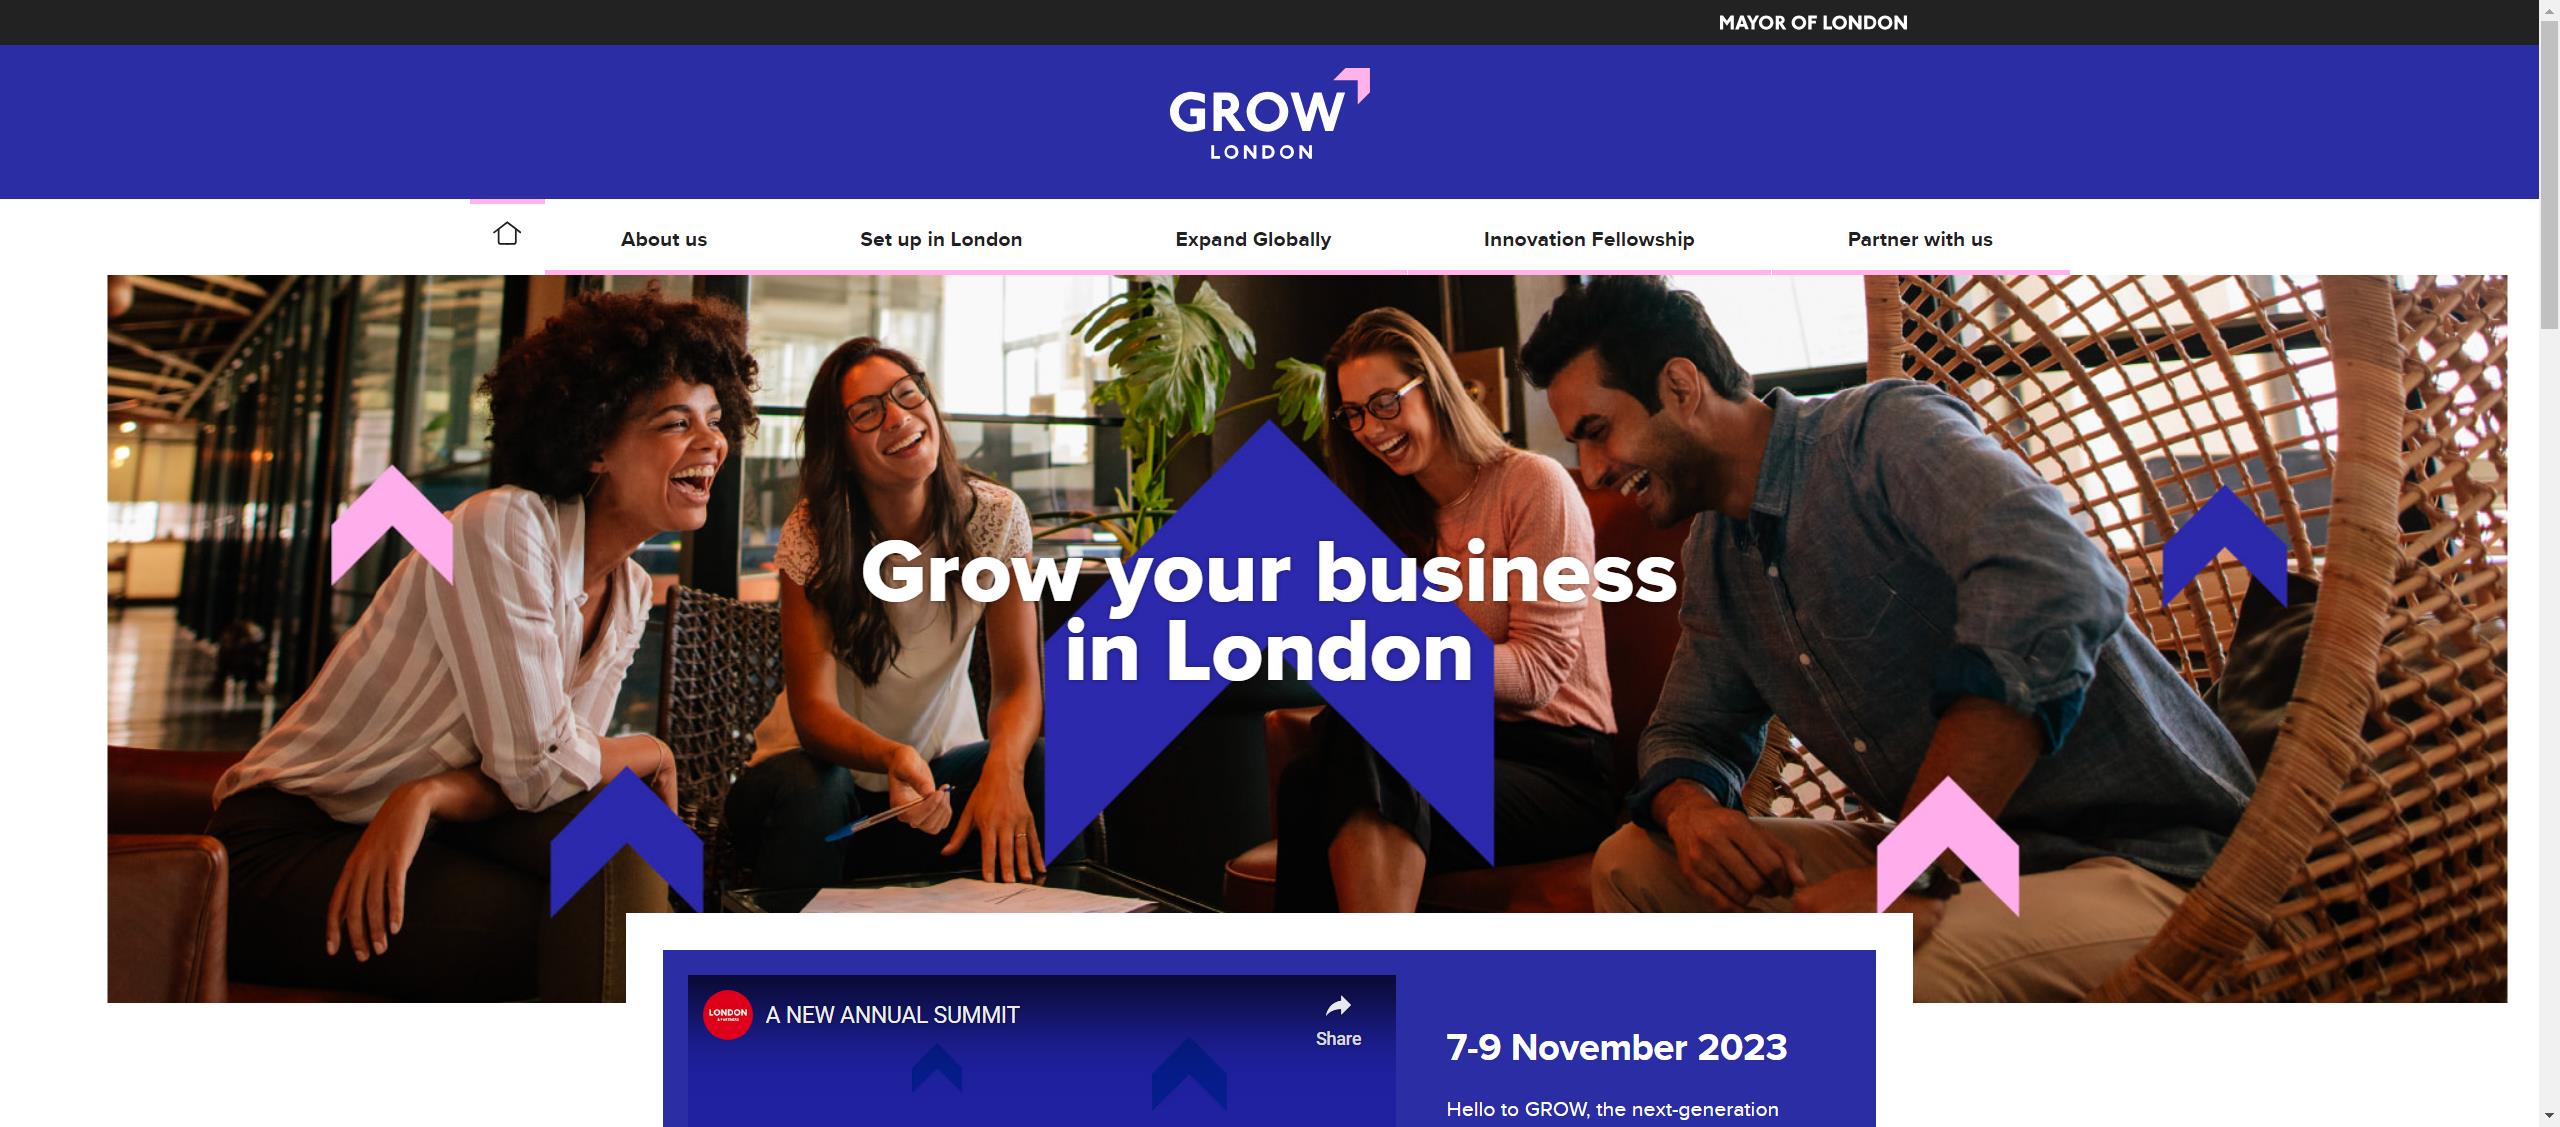 MAYOR OF LONDON
GROW
LONDON
About us
Set up in London
Expand Globally
Innovation Fellowship
Partner with us
Grow your business
in London
LONDON
& PARTNERS
A NEW ANNUAL SUMMIT
Share
7-9 November 2023
Hello to GROW, the next-generation